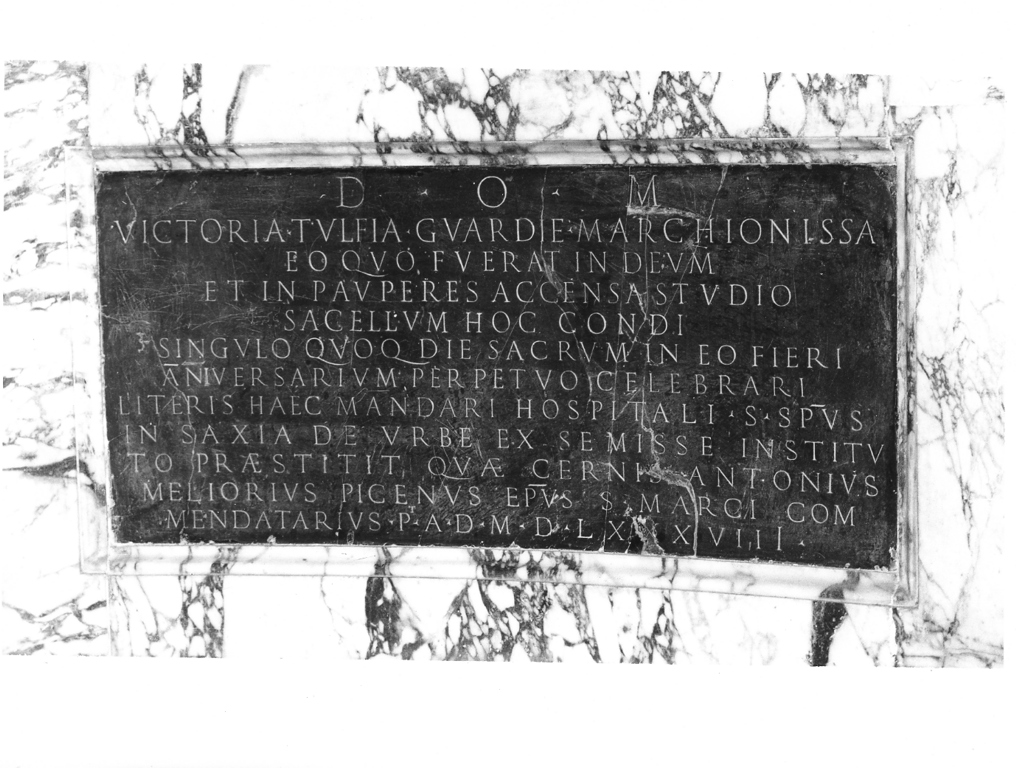 D · O · M
VICTORIA·TVLFIA·GVARDIE·MARCHIONISSA
EO QVO FVERAT IN DEVM
ET IN PAVPERES ACCENSA STVDIO
SACELLVM HOC CONDI
SINGVLO QVOQ DIE SACRVM IN EO FIERI
ANIVERSARIVM PERPETVO CELEBRARI
LITERIS HAEC MANDARI HOSPITALI·S·SPVS
IN SAXIA DE VRBE EX SEMISSE INSTITV
TO PRÆSTITIT QVÆ CERNIS ANTONIVS
MELIORIVS PICENVS EPVS S MARCI COM
MENDATARIVS·P·A·D·M·D·LXXXVIIII·